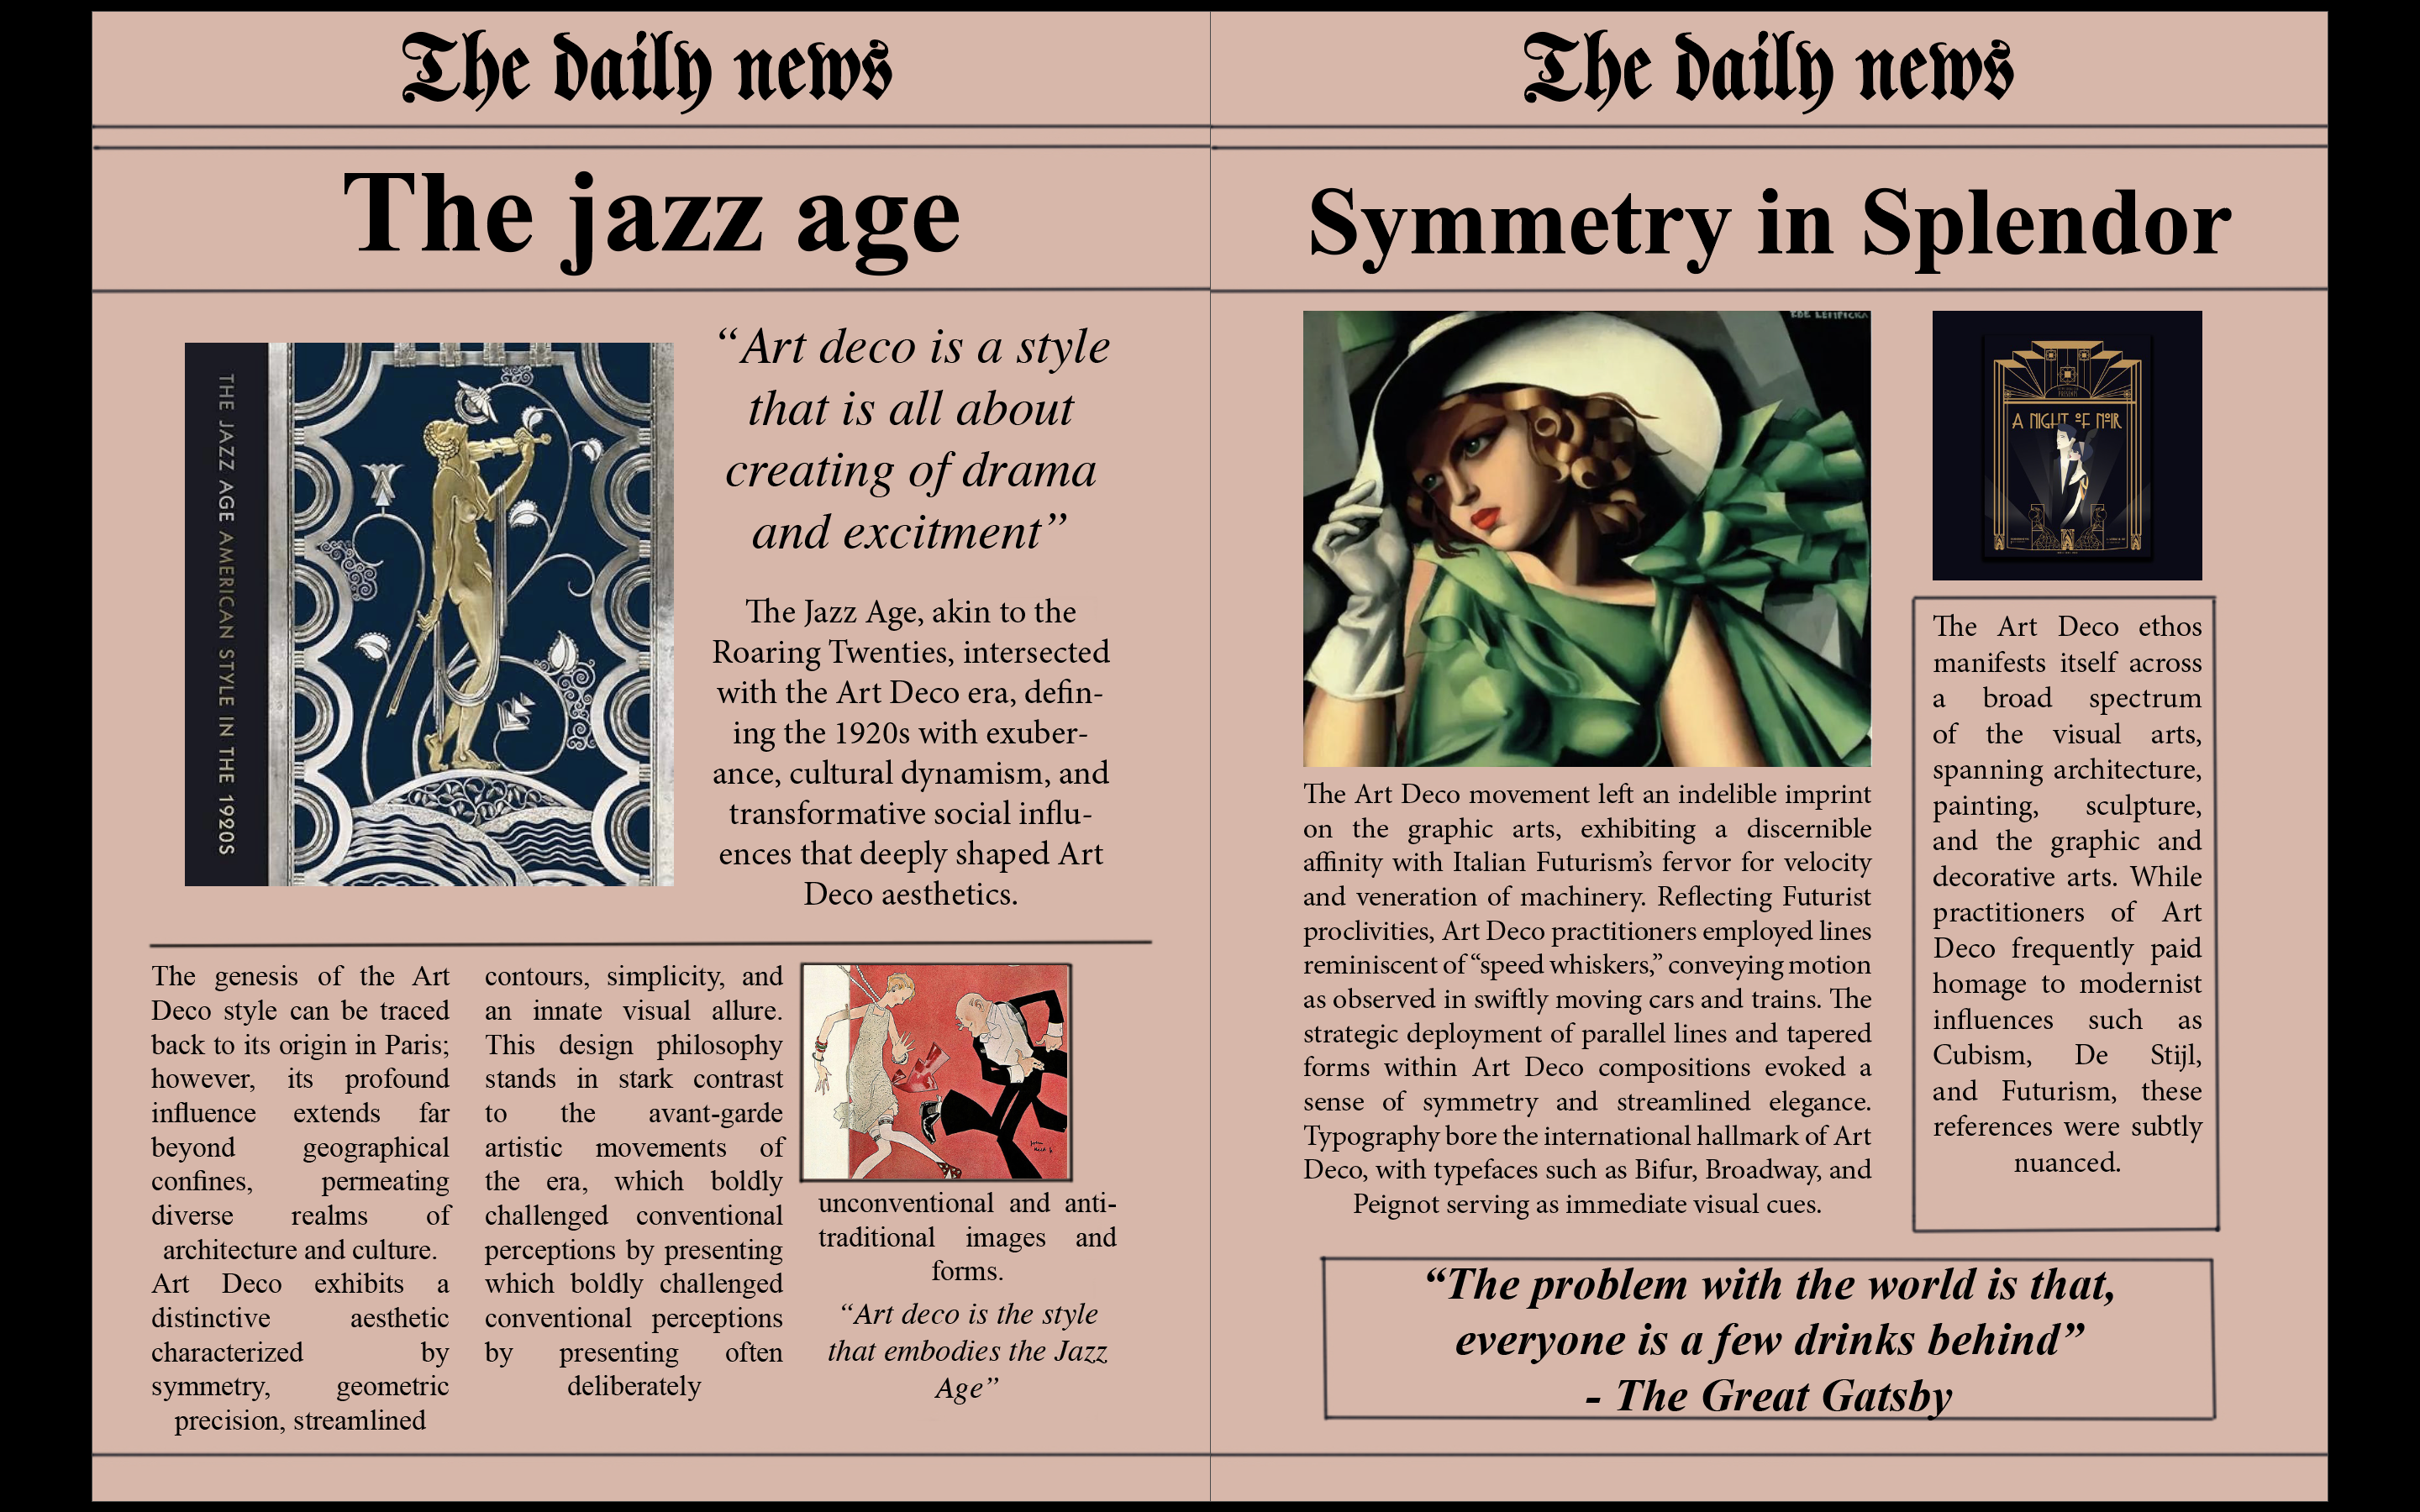 The daily news
The jazz age
THE JAZZ AGE AMERICAN STYLE IN THE 1920S
“Art deco is a style
that is all about
creating of drama
and excitment”
The Jazz Age, akin to the
Roaring Twenties, intersected
with the Art Deco era, defin-
ing the 1920s with exuber-
ance, cultural dynamism, and
transformative social influ-
ences that deeply shaped Art
Deco aesthetics.
The genesis of the Art
Deco style can be traced
back to its origin in Paris;
however, its profound
influence extends far
beyond geographical
confines, permeating
diverse realms of
architecture and culture.
Art Deco exhibits a
distinctive aesthetic
characterized by
symmetry, geometric
precision, streamlined
contours, simplicity, and
an innate visual allure.
This design philosophy
stands in stark contrast
to the avant-garde
artistic movements of
the era, which boldly
challenged conventional
perceptions by presenting
which boldly challenged
conventional perceptions
by presenting often
deliberately
unconventional and anti-
traditional images and
forms.
“Art deco is the style
that embodies the Jazz
Age”
The daily news
Symmetry in Splendor
A NIGHT OF NOIR
The Art Deco movement left an indelible imprint
on the graphic arts, exhibiting a discernible
affinity with Italian Futurism’s fervor for velocity
and veneration of machinery. Reflecting Futurist
proclivities, Art Deco practitioners employed lines
reminiscent of “speed whiskers,” conveying motion
as observed in swiftly moving cars and trains. The
strategic deployment of parallel lines and tapered
forms within Art Deco compositions evoked a
sense of symmetry and streamlined elegance.
Typography bore the international hallmark of Art
Deco, with typefaces such as Bifur, Broadway, and
Peignot serving as immediate visual cues.
The Art Deco ethos
manifests itself across
a broad spectrum
of the visual arts,
spanning architecture,
painting, sculpture,
and the graphic and
decorative arts. While
practitioners of Art
Deco frequently paid
homage to modernist
influences such as
Cubism, De Stijl,
and Futurism, these
references were subtly
nuanced.
“The problem with the world is that,
everyone is a few drinks behind”
- The Great Gatsby